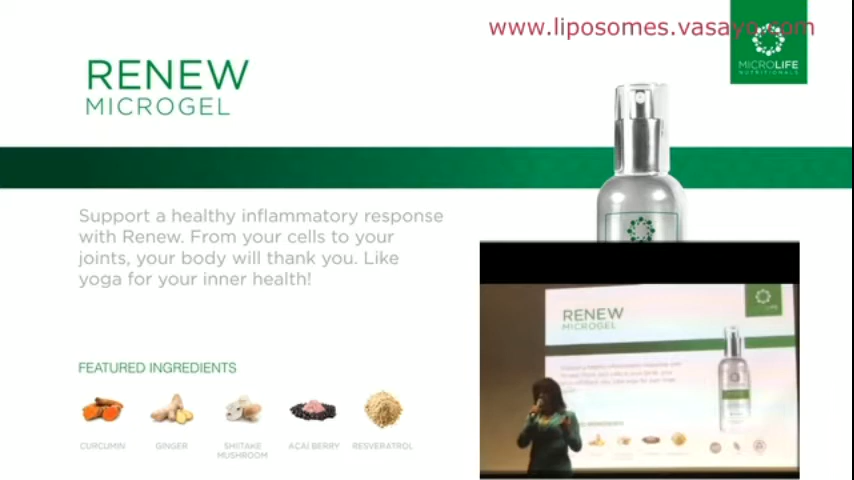 www.liposomes.vasayo.com
RENEW
MICROGEL
MICROLIFE
NUTRITIONALS
Support a healthy inflammatory response
with Renew. From your cells to your
joints, your body will thank you. Like
yoga for your inner health!
FEATURED INGREDIENTS
CURCUMIN
GINGER
SHIITAKE
MUSHROOM
AÇAI BERRY
RESVERATROL
RENEW
MICROGEL